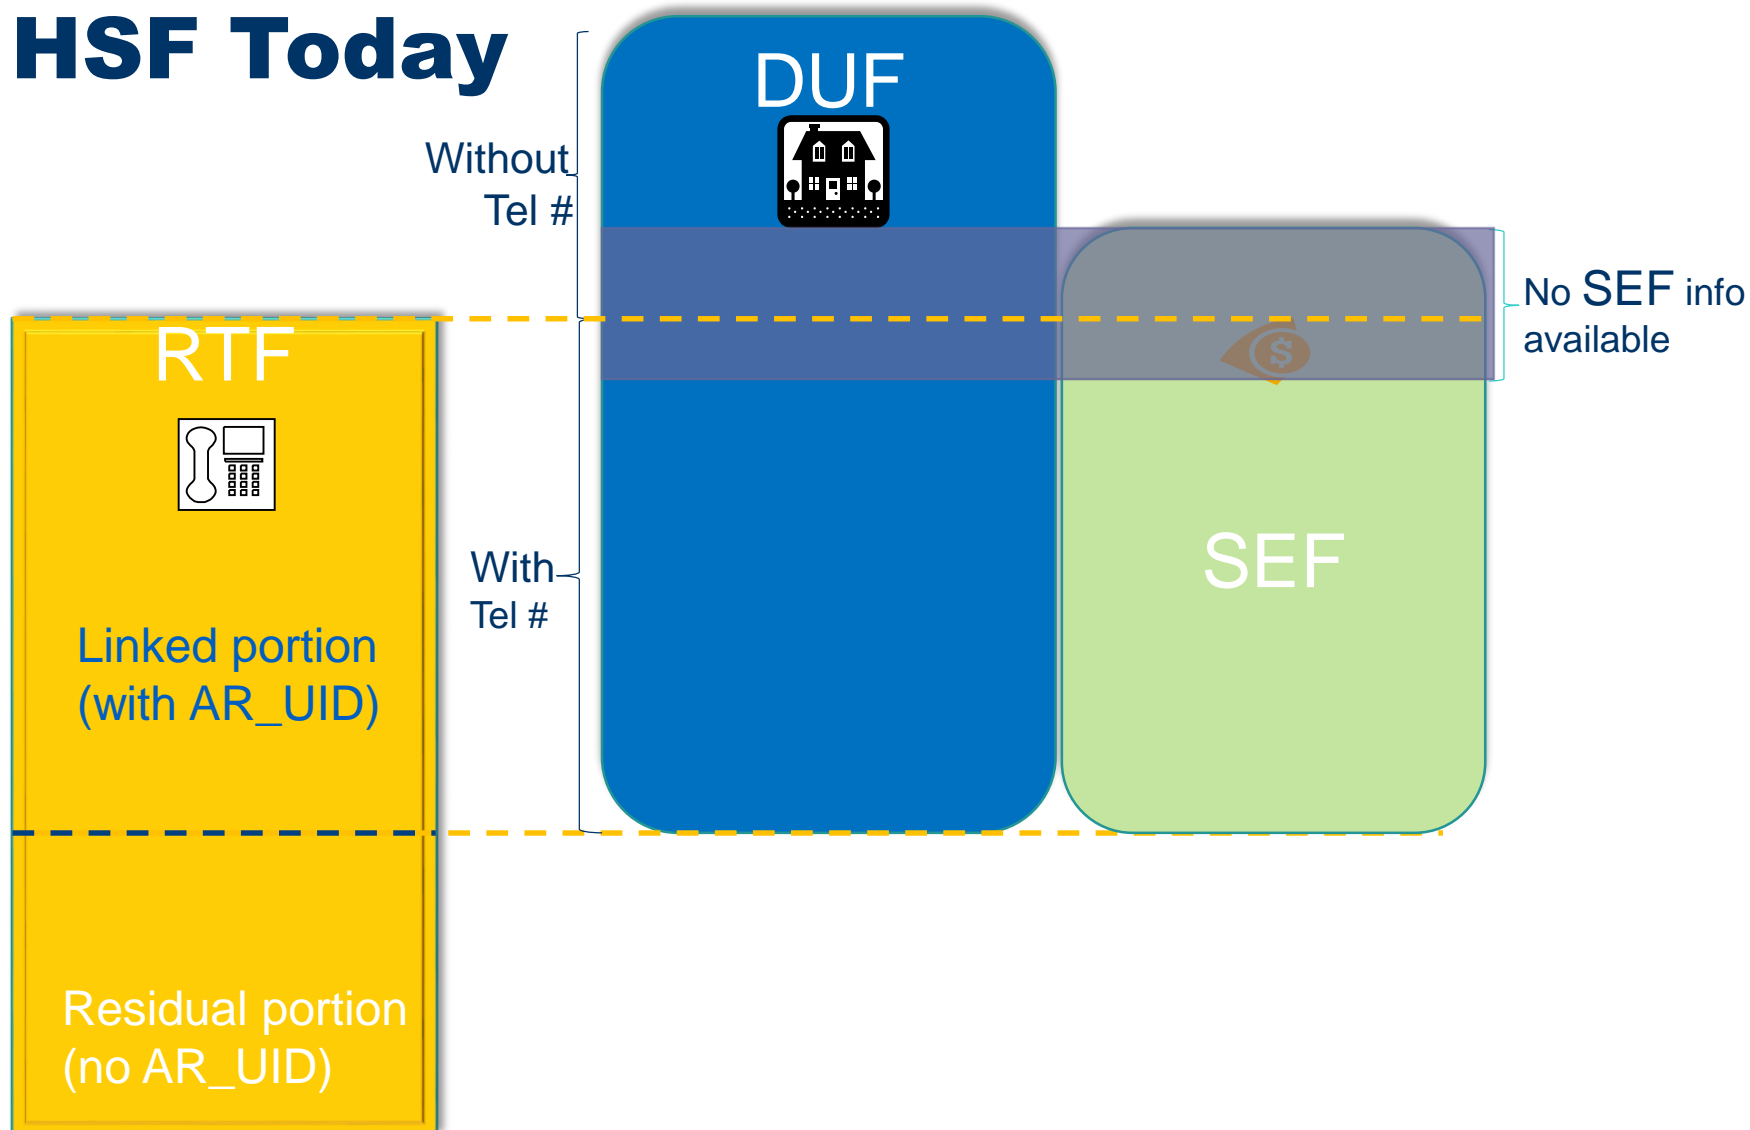 HSF Today
DUF
Without
Tel #
No SEF info
available
RTF
$
SEF
With
Tel #
Linked portion
(with AR_UID)
Residual portion
(no AR_UID)